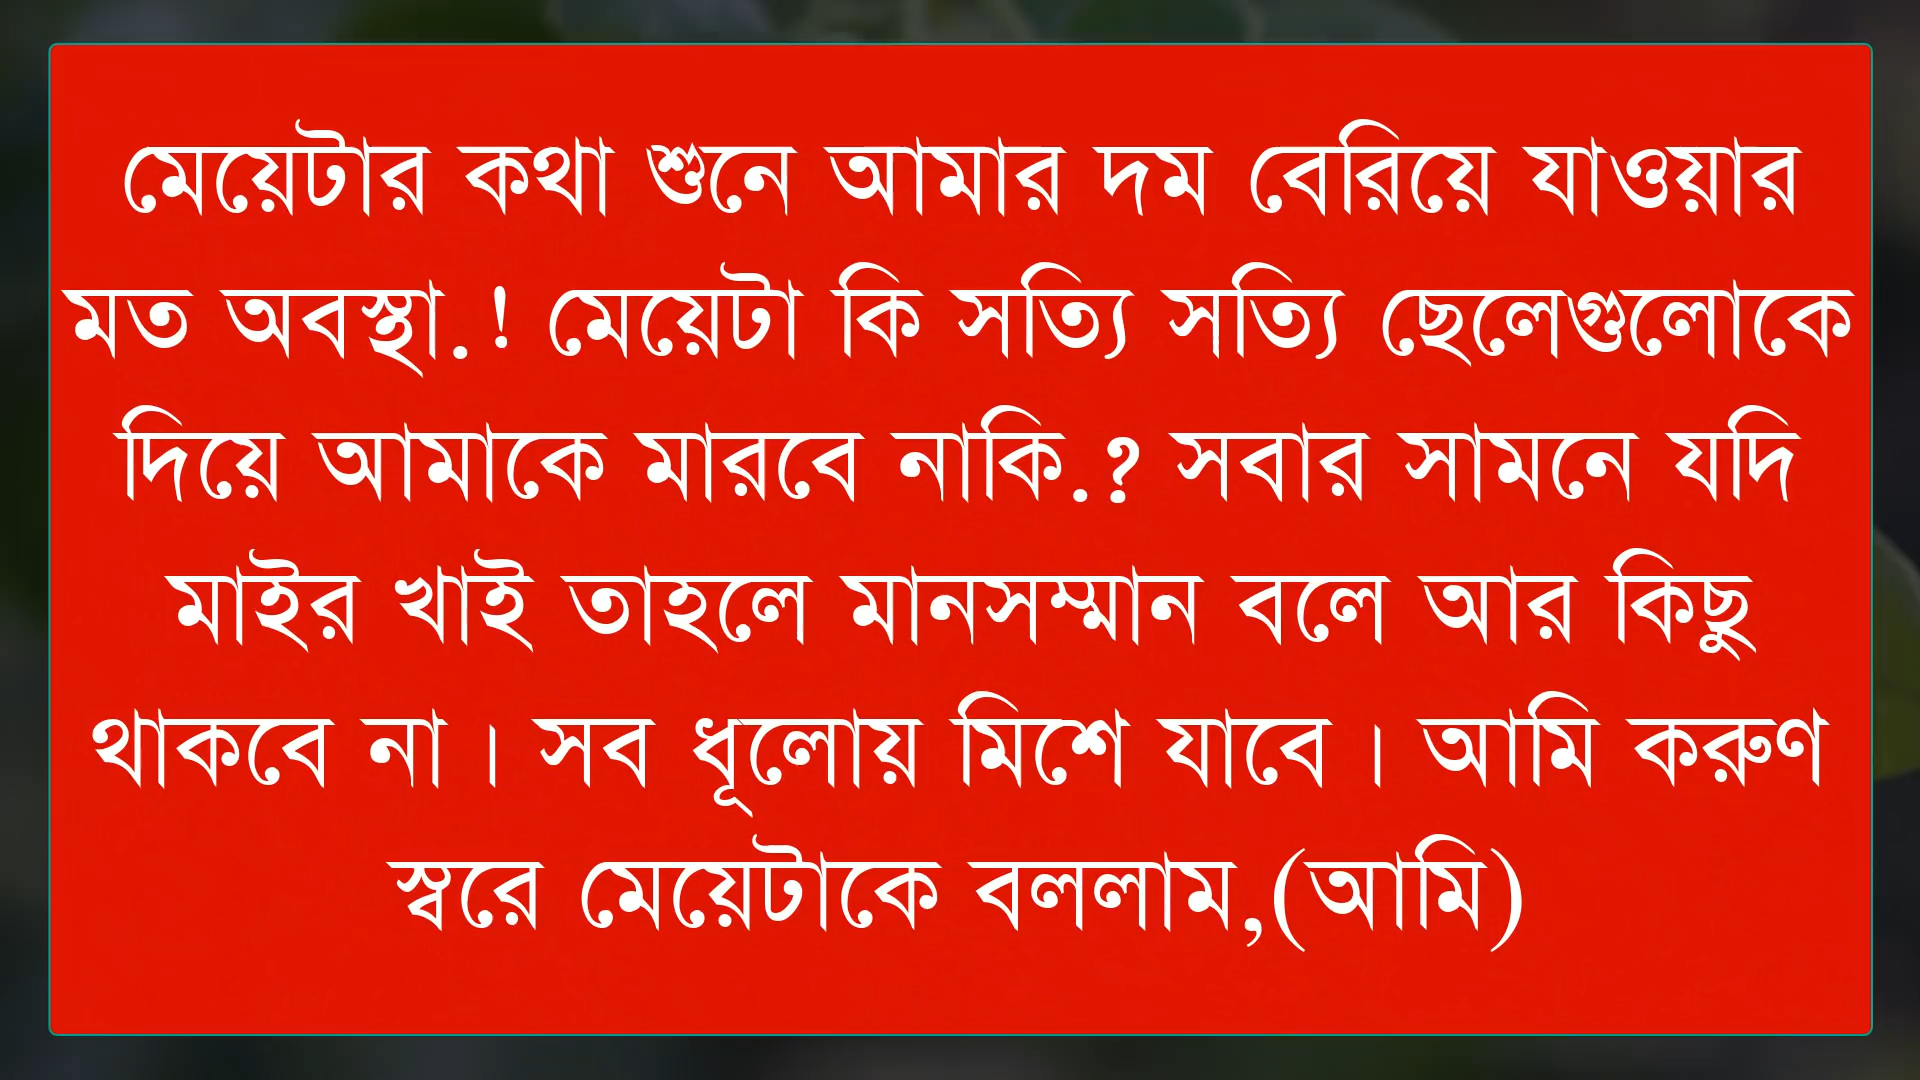 মেয়েটার কথা শুনে আমার দম বেরিয়ে যাওয়ার
মত অবস্থা.! মেয়েটা কি সত্যি সত্যি ছেলেগুলোকে
দিয়ে আমাকে মারবে নাকি.? সবার সামনে যদি
মাইর খাই তাহলে মানসম্মান বলে আর কিছু
থাকবে না। সব ধূলোয় মিশে যাবে। আমি করুণ
স্বরে মেয়েটাকে বললাম,(আমি)